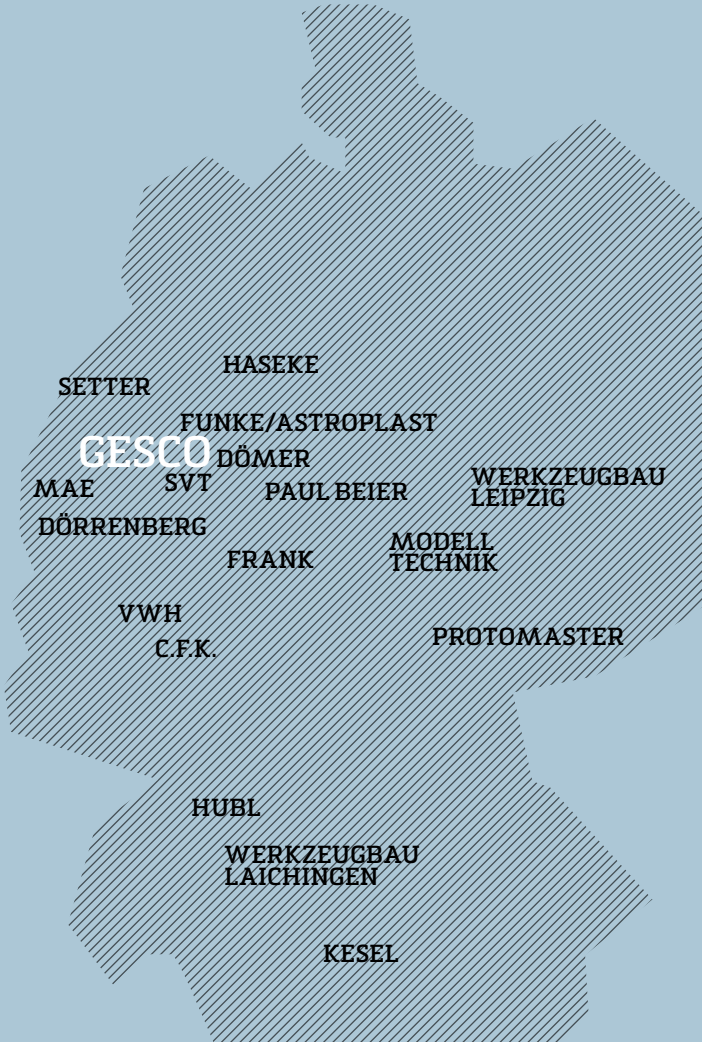 HASEKE
SETTER
FUNKE/ASTROPLAST
GESCO
DÖMER
MAE
SVT
PAUL BEIER
WERKZEUGBAU
LEIPZIG
DÖRRENBERG
FRANK
MODELL
TECHNIK
VWH
C.F.K.
PROTOMASTER
HUBL
WERKZEUGBAU
LAICHINGEN
KESEL